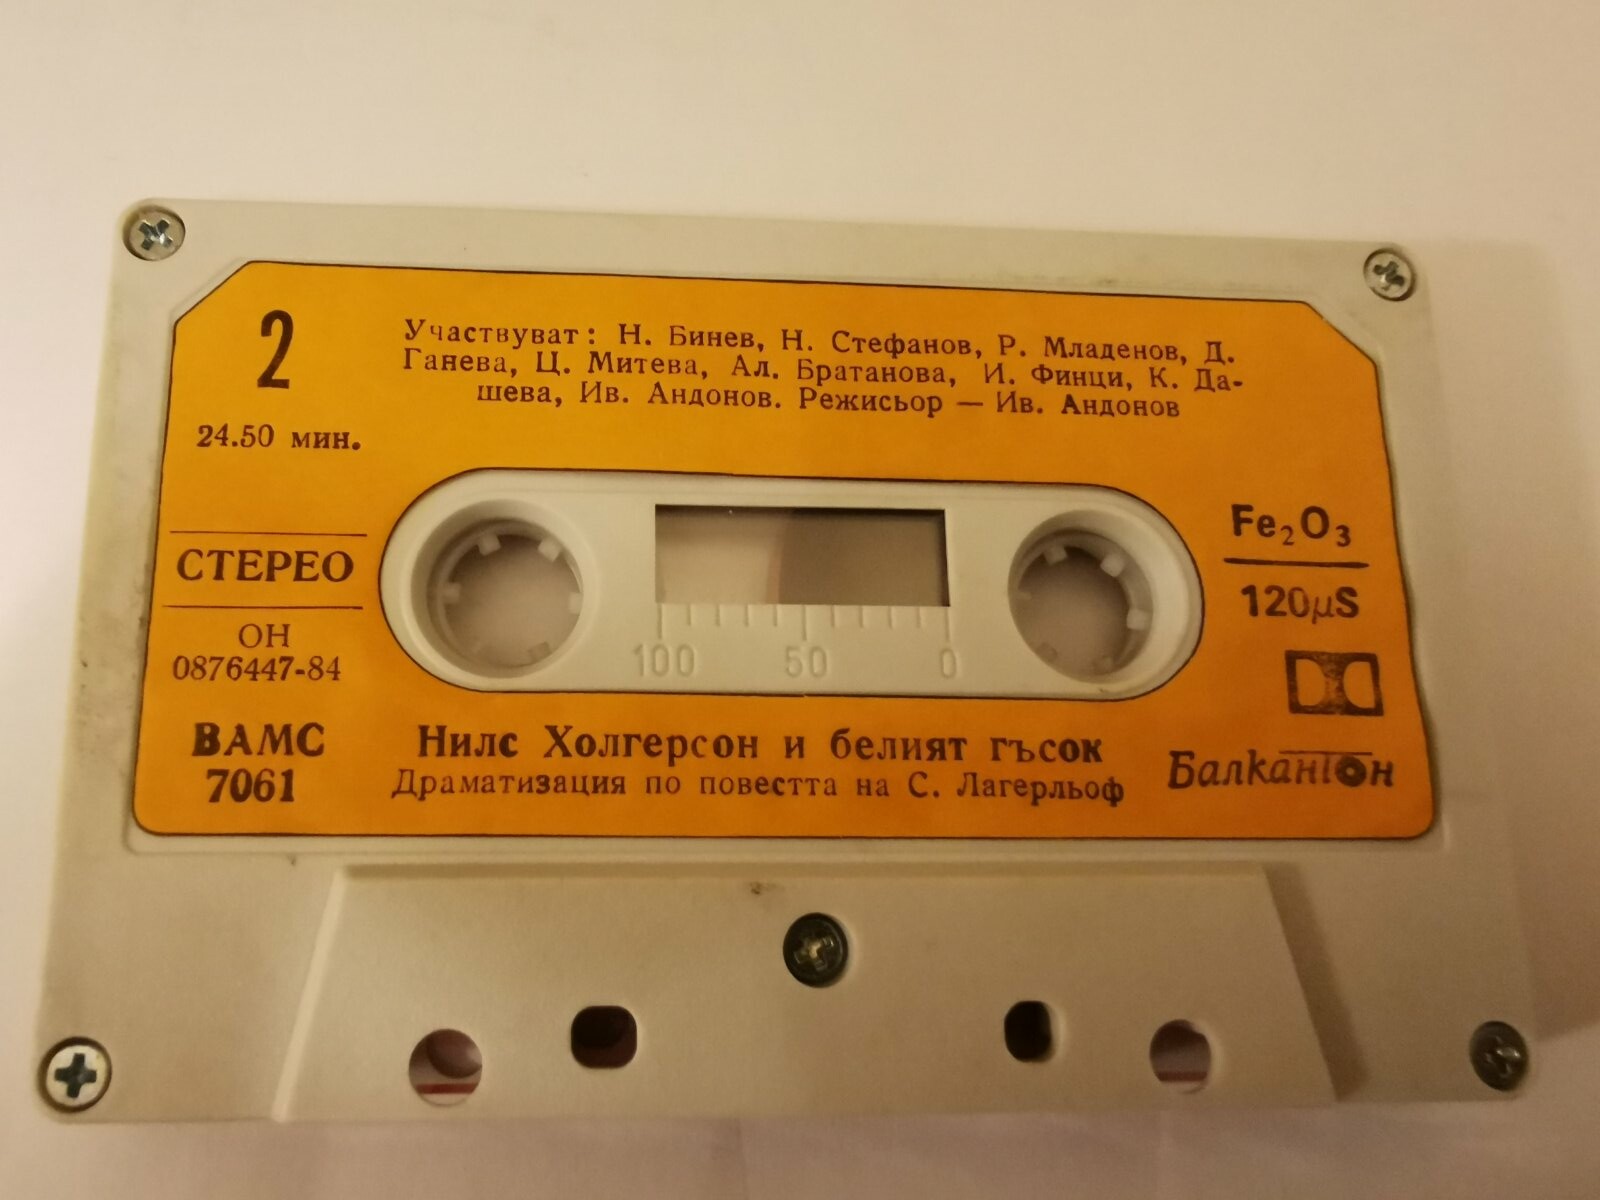 2
Участвуват: Н. Бинев, Н. Стефанов, Р. Младенов, Д.
Ганева, Ц. Митева, Ал. Братанова, И. Финци, К. Да-
шева, Ив. Андонов. Режисьор — Ив. Андонов
24.50 мин.
СТЕРЕО
ОН
0876447-84
ВАМС
7061
100 50 0
Fe₂O₃
120µS
Нилс Холгерсон и белият гъсок
Драматизация по повестта на С. Лагерльоф
Балкантон